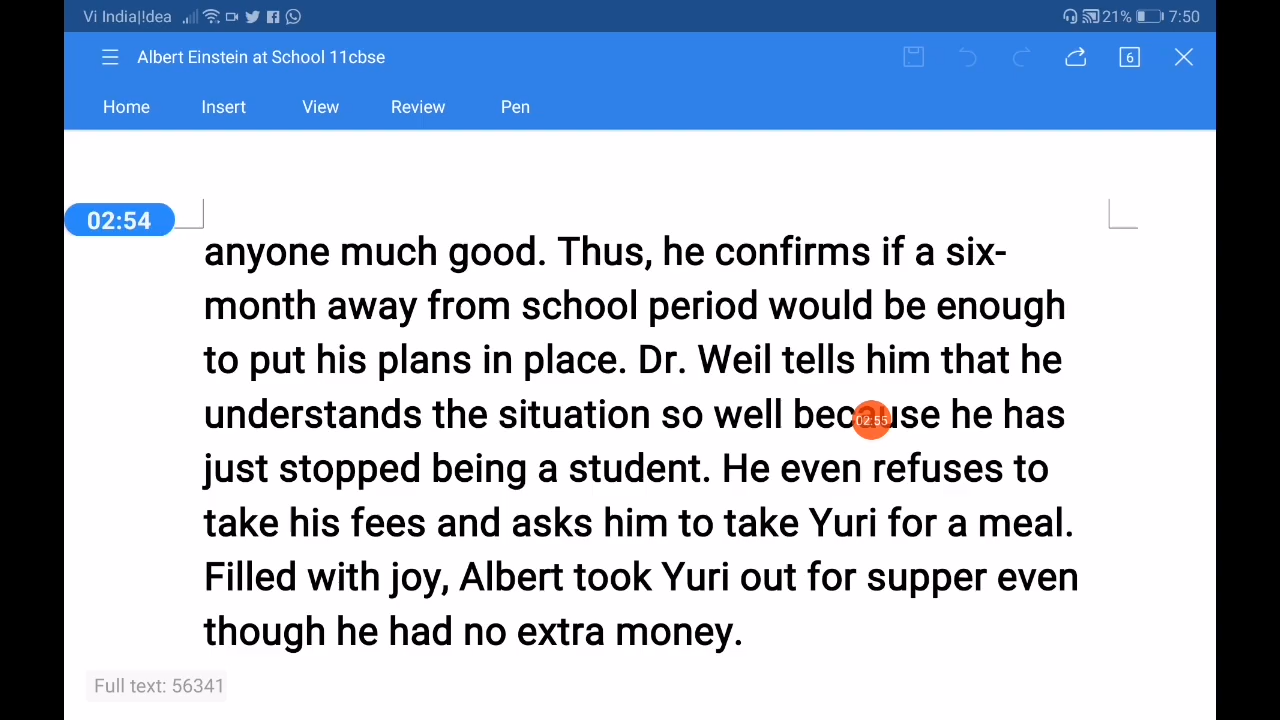 Vi India|!dea 21% 7:50
Albert Einstein at School 11cbse 6
Home Insert View Review Pen
02:54
anyone much good. Thus, he confirms if a six-
month away from school period would be enough
to put his plans in place. Dr. Weil tells him that he
understands the situation so well because he has
02:55
just stopped being a student. He even refuses to
take his fees and asks him to take Yuri for a meal.
Filled with joy, Albert took Yuri out for supper even
though he had no extra money.
Full text: 56341